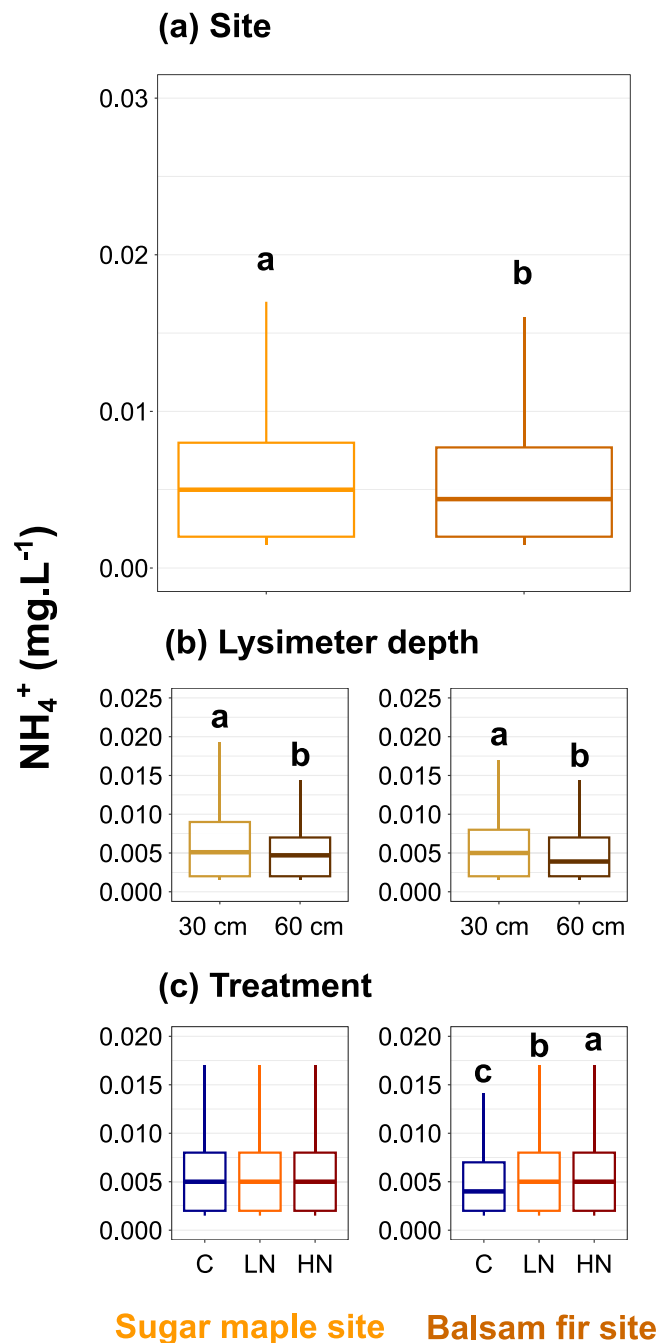 (a) Site
0.03
0.02
0.01
0.00
a
b
NH₄⁺ (mg.L⁻¹)
(b) Lysimeter depth
0.025
0.020
0.015
0.010
0.005
0.000
a
b
30 cm 60 cm
0.025
0.020
0.015
0.010
0.005
0.000
a
b
30 cm 60 cm
(c) Treatment
0.020
0.015
0.010
0.005
0.000
C LN HN
0.020
0.015
0.010
0.005
0.000
c
b
a
C LN HN
Sugar maple site Balsam fir site